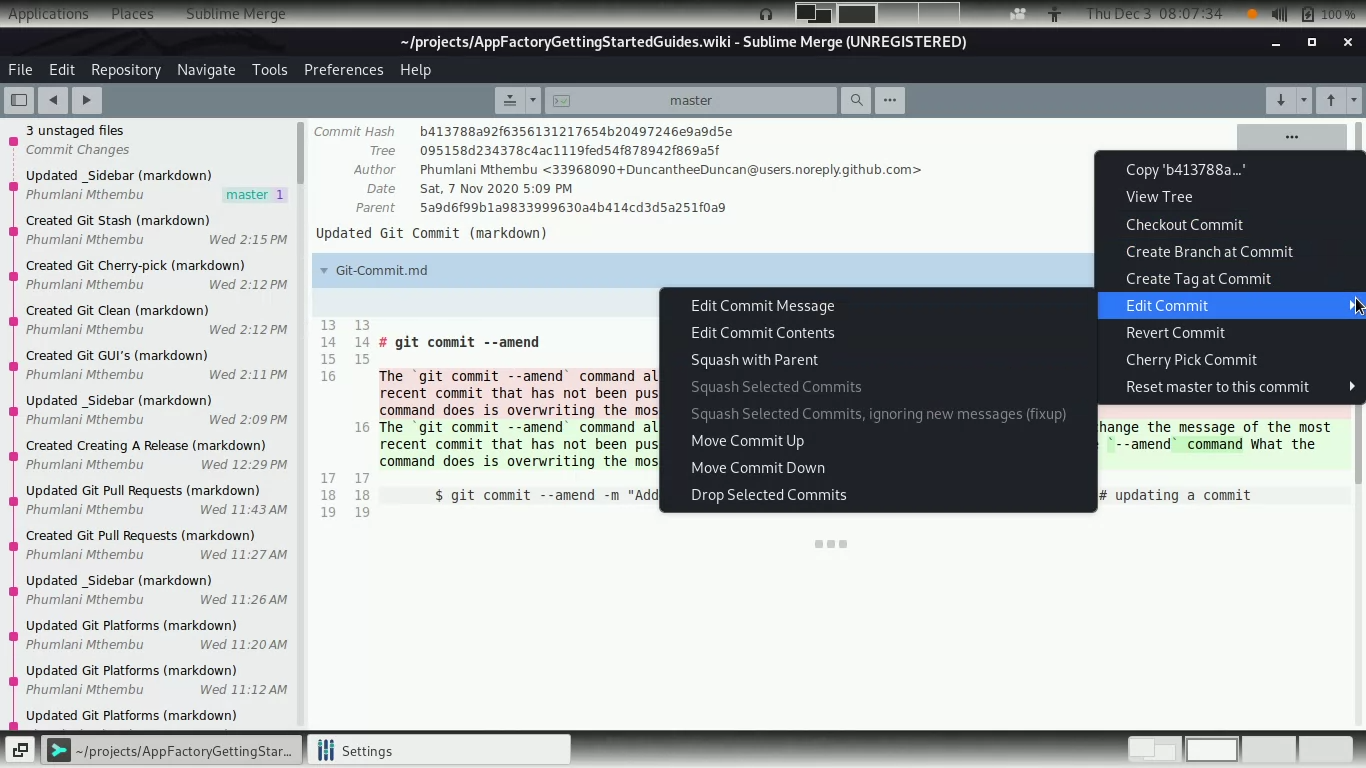 Applications Places Sublime Merge Thu Dec 3 08:07:34 100 %
~/projects/AppFactoryGettingStartedGuides.wiki - Sublime Merge (UNREGISTERED)
File Edit Repository Navigate Tools Preferences Help
master
3 unstaged files
Commit Changes
Updated _Sidebar (markdown)
Phumlani Mthembu master 1
Created Git Stash (markdown)
Phumlani Mthembu Wed 2:15 PM
Created Git Cherry-pick (markdown)
Phumlani Mthembu Wed 2:12 PM
Created Git Clean (markdown)
Phumlani Mthembu Wed 2:12 PM
Created Git GUI’s (markdown)
Phumlani Mthembu Wed 2:11 PM
Updated _Sidebar (markdown)
Phumlani Mthembu Wed 2:09 PM
Created Creating A Release (markdown)
Phumlani Mthembu Wed 12:29 PM
Updated Git Pull Requests (markdown)
Phumlani Mthembu Wed 11:43 AM
Created Git Pull Requests (markdown)
Phumlani Mthembu Wed 11:27 AM
Updated _Sidebar (markdown)
Phumlani Mthembu Wed 11:26 AM
Updated Git Platforms (markdown)
Phumlani Mthembu Wed 11:20 AM
Updated Git Platforms (markdown)
Phumlani Mthembu Wed 11:12 AM
Updated Git Platforms (markdown)
Commit Hash b413788a92f6356131217654b20497246e9a9d5e
Tree 095158d234378c4ac1119fed54f878942f869a5f
Author Phumlani Mthembu <33968090+DuncantheeDuncan@users.noreply.github.com>
Date Sat, 7 Nov 2020 5:09 PM
Parent 5a9d6f99b1a9833999630a4b414cd3d5a251f0a9
Updated Git Commit (markdown)
Git-Commit.md
13 13
14 14 # git commit --amend
15 15
16 The `git commit --amend` command al
recent commit that has not been pus
command does is overwriting the mos
16 The `git commit --amend` command al hange the message of the most
recent commit that has not been pus `--amend` command What the
command does is overwriting the mos
17 17
18 18 $ git commit --amend -m "Add # updating a commit
19 19
Copy 'b413788a...'
View Tree
Checkout Commit
Create Branch at Commit
Create Tag at Commit
Edit Commit
Revert Commit
Cherry Pick Commit
Reset master to this commit
Edit Commit Message
Edit Commit Contents
Squash with Parent
Squash Selected Commits
Squash Selected Commits, ignoring new messages (fixup)
Move Commit Up
Move Commit Down
Drop Selected Commits
~/projects/AppFactoryGettingStar... Settings